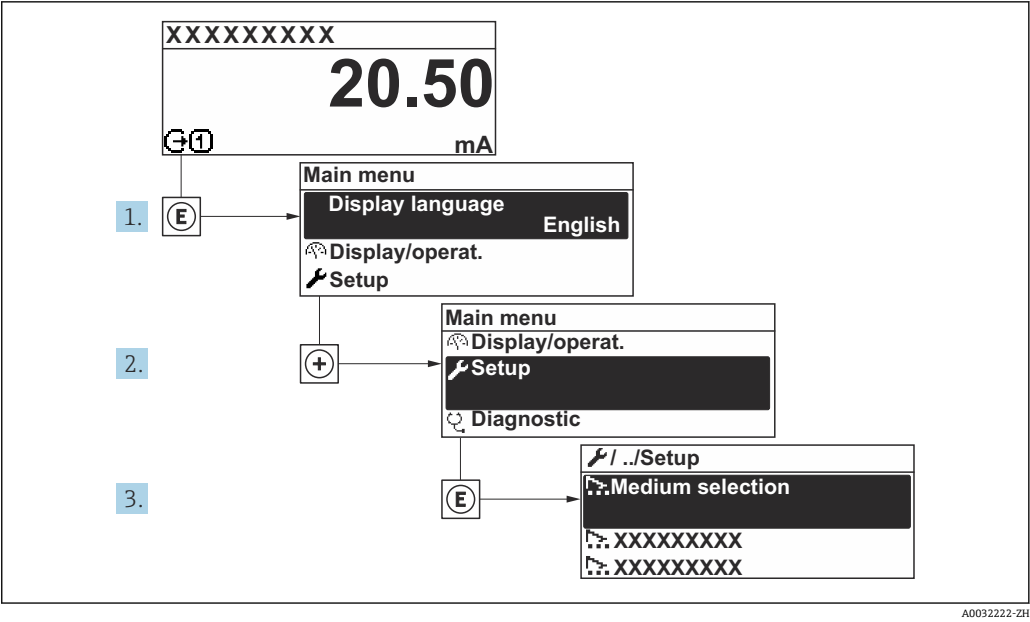 XXXXXXXXX
20.50
1
mA
Main menu
Display language
English
Display/operat.
Setup
1.
E
Main menu
Display/operat.
Setup
Diagnostic
2.
+
/ ../Setup
Medium selection
XXXXXXXXX
XXXXXXXXX
3.
E
A0032222-ZH